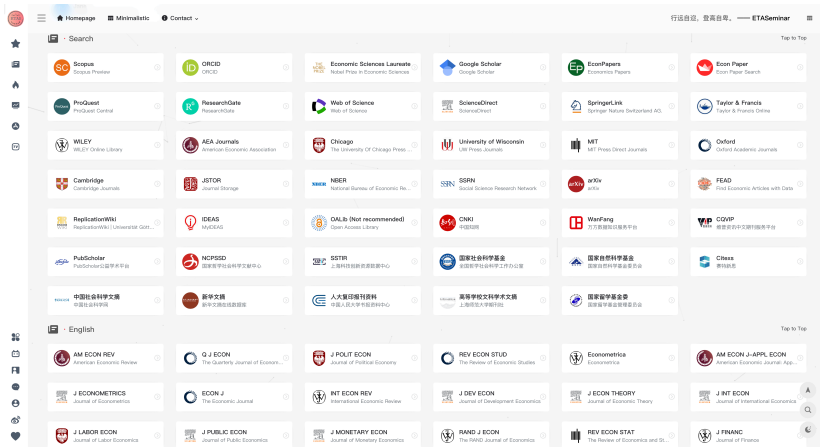 Homepage
Minimalistic
Contact
行远自迩，登高自卑。 —— ETASeminar
· Search
Tap to Top
Scopus
Scopus Preview
ORCID
ORCID
Economic Sciences Laureate
Nobel Prize in Economic Sciences
Google Scholar
Google Scholar
EconPapers
Economics Papers
Econ Paper
Econ Paper Search
ProQuest
ProQuest Central
ResearchGate
ResearchGate
Web of Science
Web of Science
ScienceDirect
ScienceDirect
SpringerLink
Springer Nature Switzerland AG.
Taylor & Francis
Taylor & Francis Online
WILEY
WILEY Online Library
AEA Journals
American Economic Association
Chicago
The University Of Chicago Press ...
University of Wisconsin
UW Press Journals
MIT
MIT Press Direct Journals
Oxford
Oxford Academic Journals
Cambridge
Cambridge Journals
JSTOR
Journal Storage
NBER
National Bureau of Economic Re...
SSRN
Social Science Research Network
arXiv
arXiv
FEAD
Find Economic Articles with Data
ReplicationWiki
ReplicationWiki | Universität Gött...
IDEAS
MyIDEAS
OALib (Not recommended)
Open Access Library
CNKI
中国知网
WanFang
万方数据知识服务平台
CQVIP
维普资讯中文期刊服务平台
PubScholar
PubScholar公益学术平台
NCPSSD
国家哲学社会科学文献中心
SSTIR
上海科技创新资源数据中心
国家社会科学基金
全国哲学社会科学工作办公室
国家自然科学基金
国家自然科学基金委员会
Citexs
赛特新思
中国社会科学文摘
中国社会科学网
新华文摘
新华文摘在线数据库
人大复印报刊资料
中国人民大学书报资料中心
高等学校文科学术文摘
上海师范大学期刊社
国家留学基金委
国家留学基金管理委员会
· English
Tap to Top
AM ECON REV
American Economic Review
Q J ECON
The Quarterly Journal of Econom...
J POLIT ECON
Journal of Political Economy
REV ECON STUD
The Review of Economic Studies
Econometrica
Econometrica
AM ECON J-APPL ECON
American Economic Journal: App...
J ECONOMETRICS
Journal of Econometrics
ECON J
The Economic Journal
INT ECON REV
International Economic Review
J DEV ECON
Journal of Development Economics
J ECON THEORY
Journal of Economic Theory
J INT ECON
Journal of International Economics
J LABOR ECON
Journal of Labor Economics
J PUBLIC ECON
Journal of Public Economics
J MONETARY ECON
Journal of Monetary Economics
RAND J ECON
The RAND Journal of Economics
REV ECON STAT
The Review of Economics and St...
J FINANC
Journal of Finance